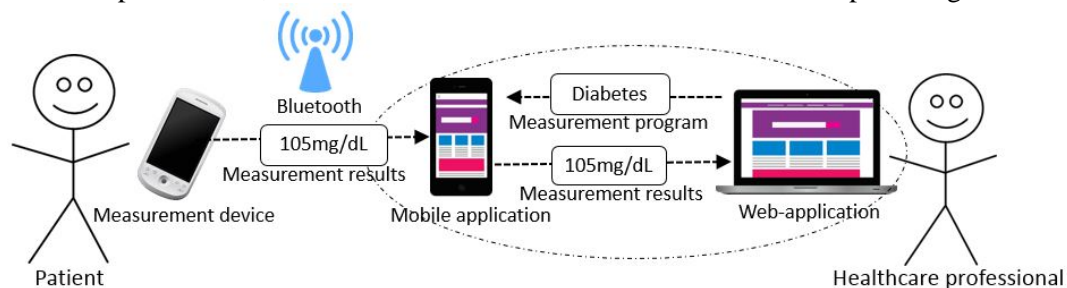 Bluetooth
105mg/dL
Measurement results
Measurement device
Patient
Diabetes
Measurement program
105mg/dL
Measurement results
Mobile application
Web-application
Healthcare professional